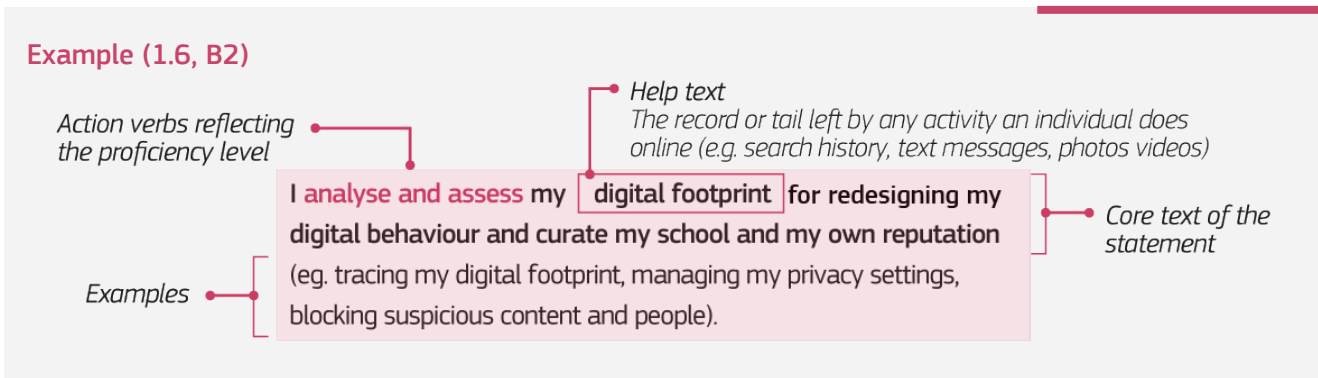 Example (1.6, B2)
Help text
The record or tail left by any activity an individual does
online (e.g. search history, text messages, photos videos)
Action verbs reflecting
the proficiency level
I analyse and assess my digital footprint for redesigning my
digital behaviour and curate my school and my own reputation
(eg. tracing my digital footprint, managing my privacy settings,
blocking suspicious content and people).
Core text of the
statement
Examples